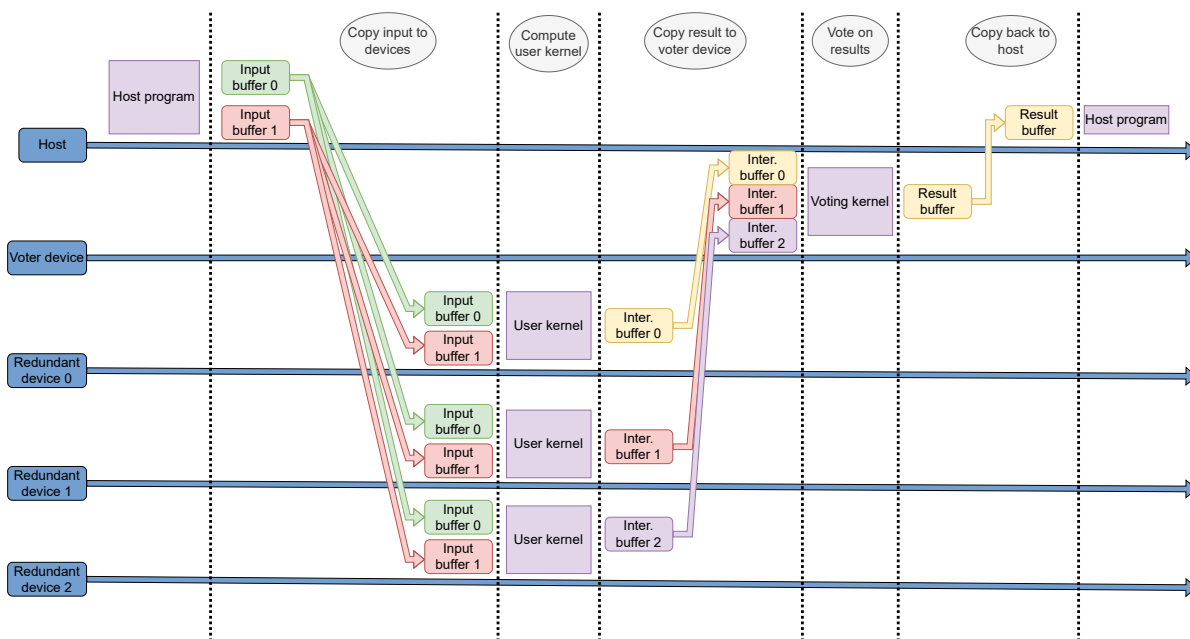 Copy input to
devices
Compute
user kernel
Copy result to
voter device
Vote on
results
Copy back to
host
Host program
Input
buffer 0
Input
buffer 1
Result
buffer
Host program
Host
Inter.
buffer 0
Inter.
buffer 1
Inter.
buffer 2
Voting kernel
Result
buffer
Voter device
Input
buffer 0
Input
buffer 1
User kernel
Inter.
buffer 0
Redundant
device 0
Input
buffer 0
Input
buffer 1
User kernel
Inter.
buffer 1
Redundant
device 1
Input
buffer 0
Input
buffer 1
User kernel
Inter.
buffer 2
Redundant
device 2